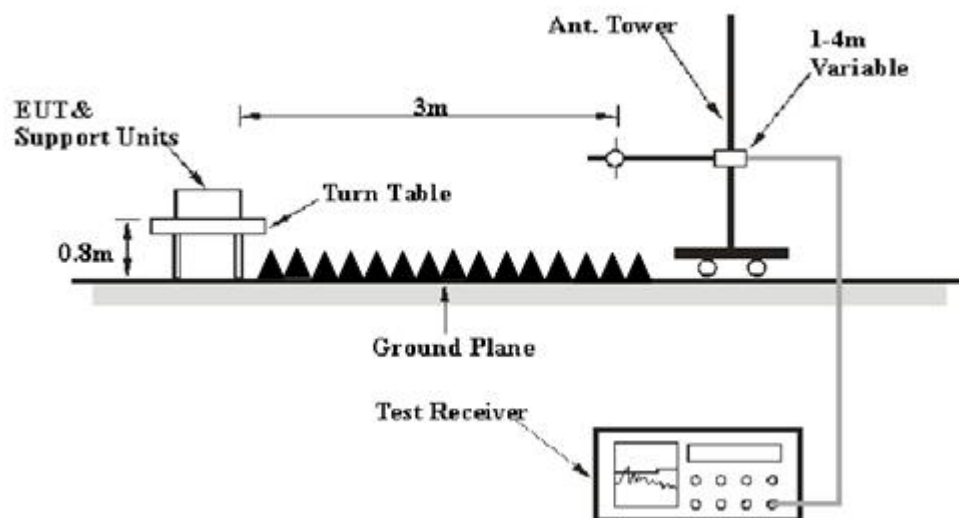 Ant. Tower
1-4m
Variable
3m
EUT&
Support Units
Turn Table
0.8m
Ground Plane
Test Receiver